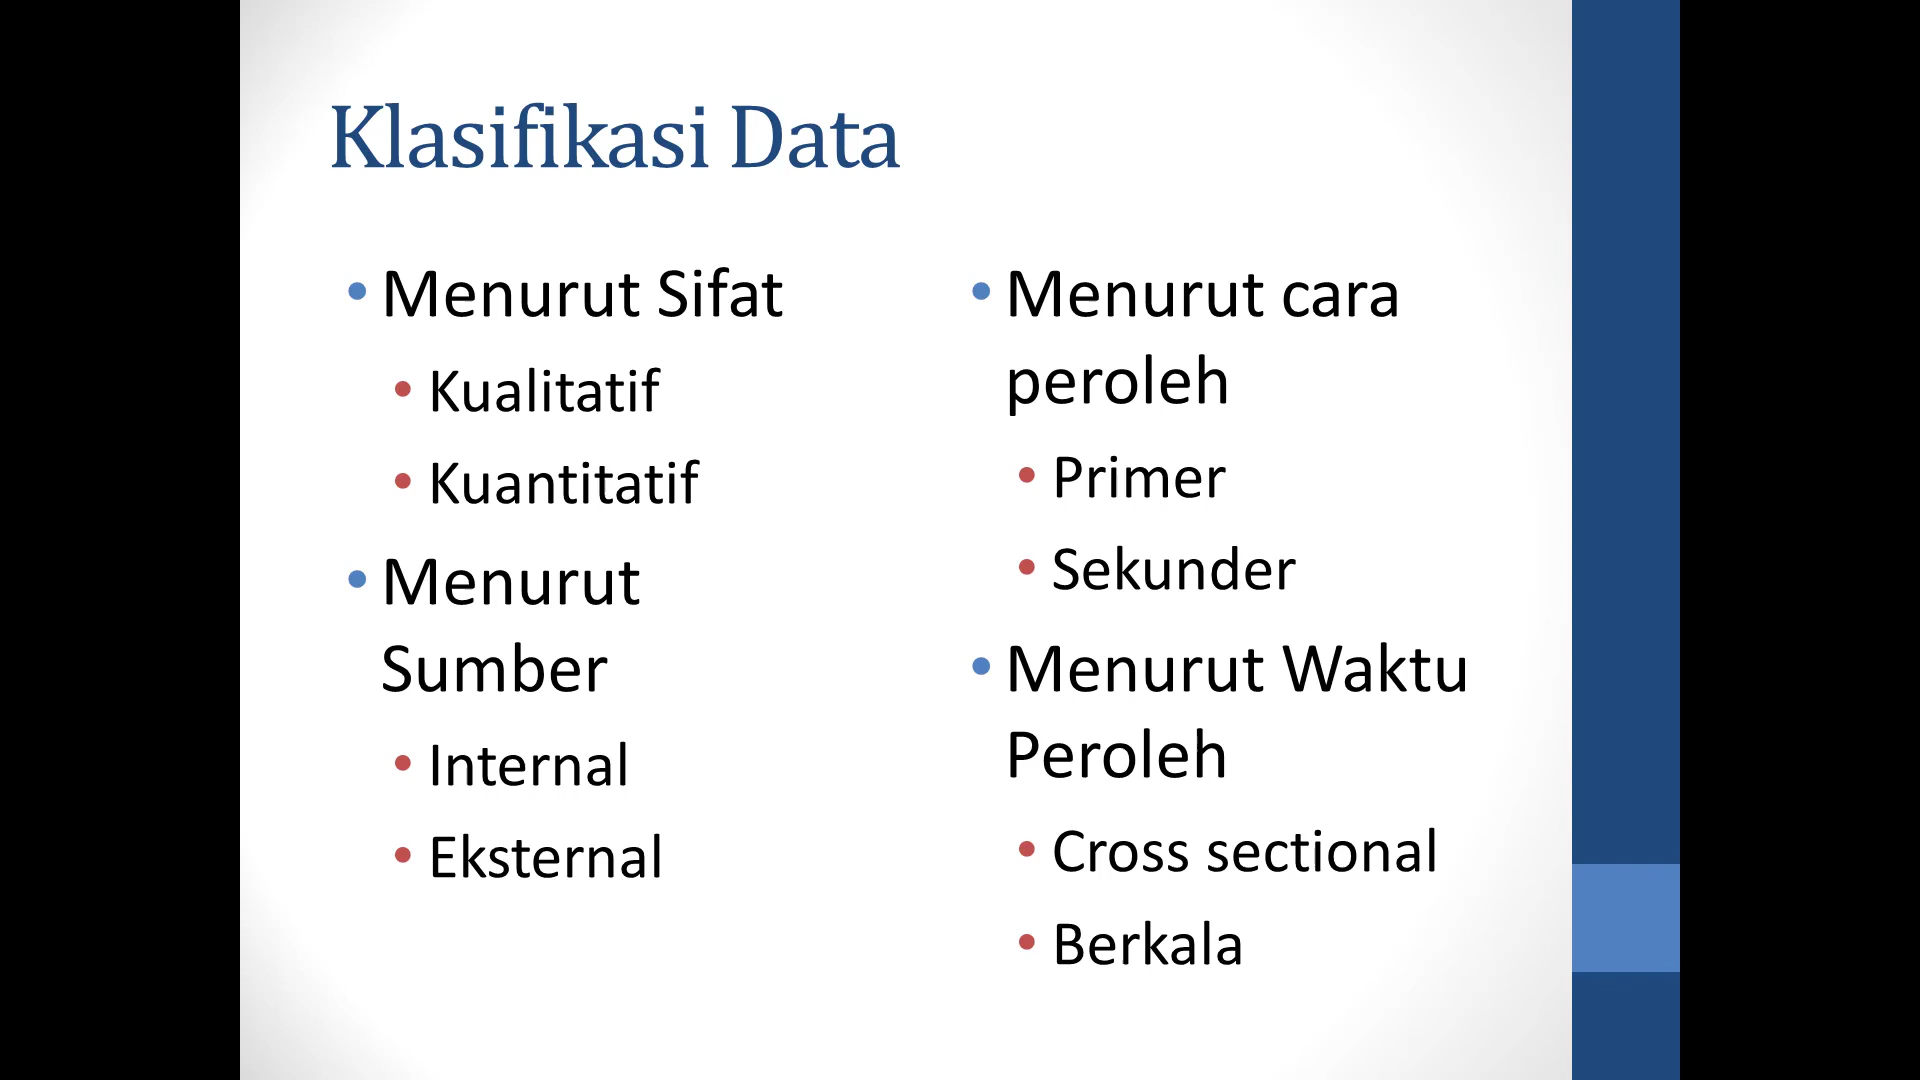 Klasifikasi Data
• Menurut Sifat
• Kualitatif
• Kuantitatif
• Menurut
Sumber
• Internal
• Eksternal
• Menurut cara
peroleh
• Primer
• Sekunder
• Menurut Waktu
Peroleh
• Cross sectional
• Berkala